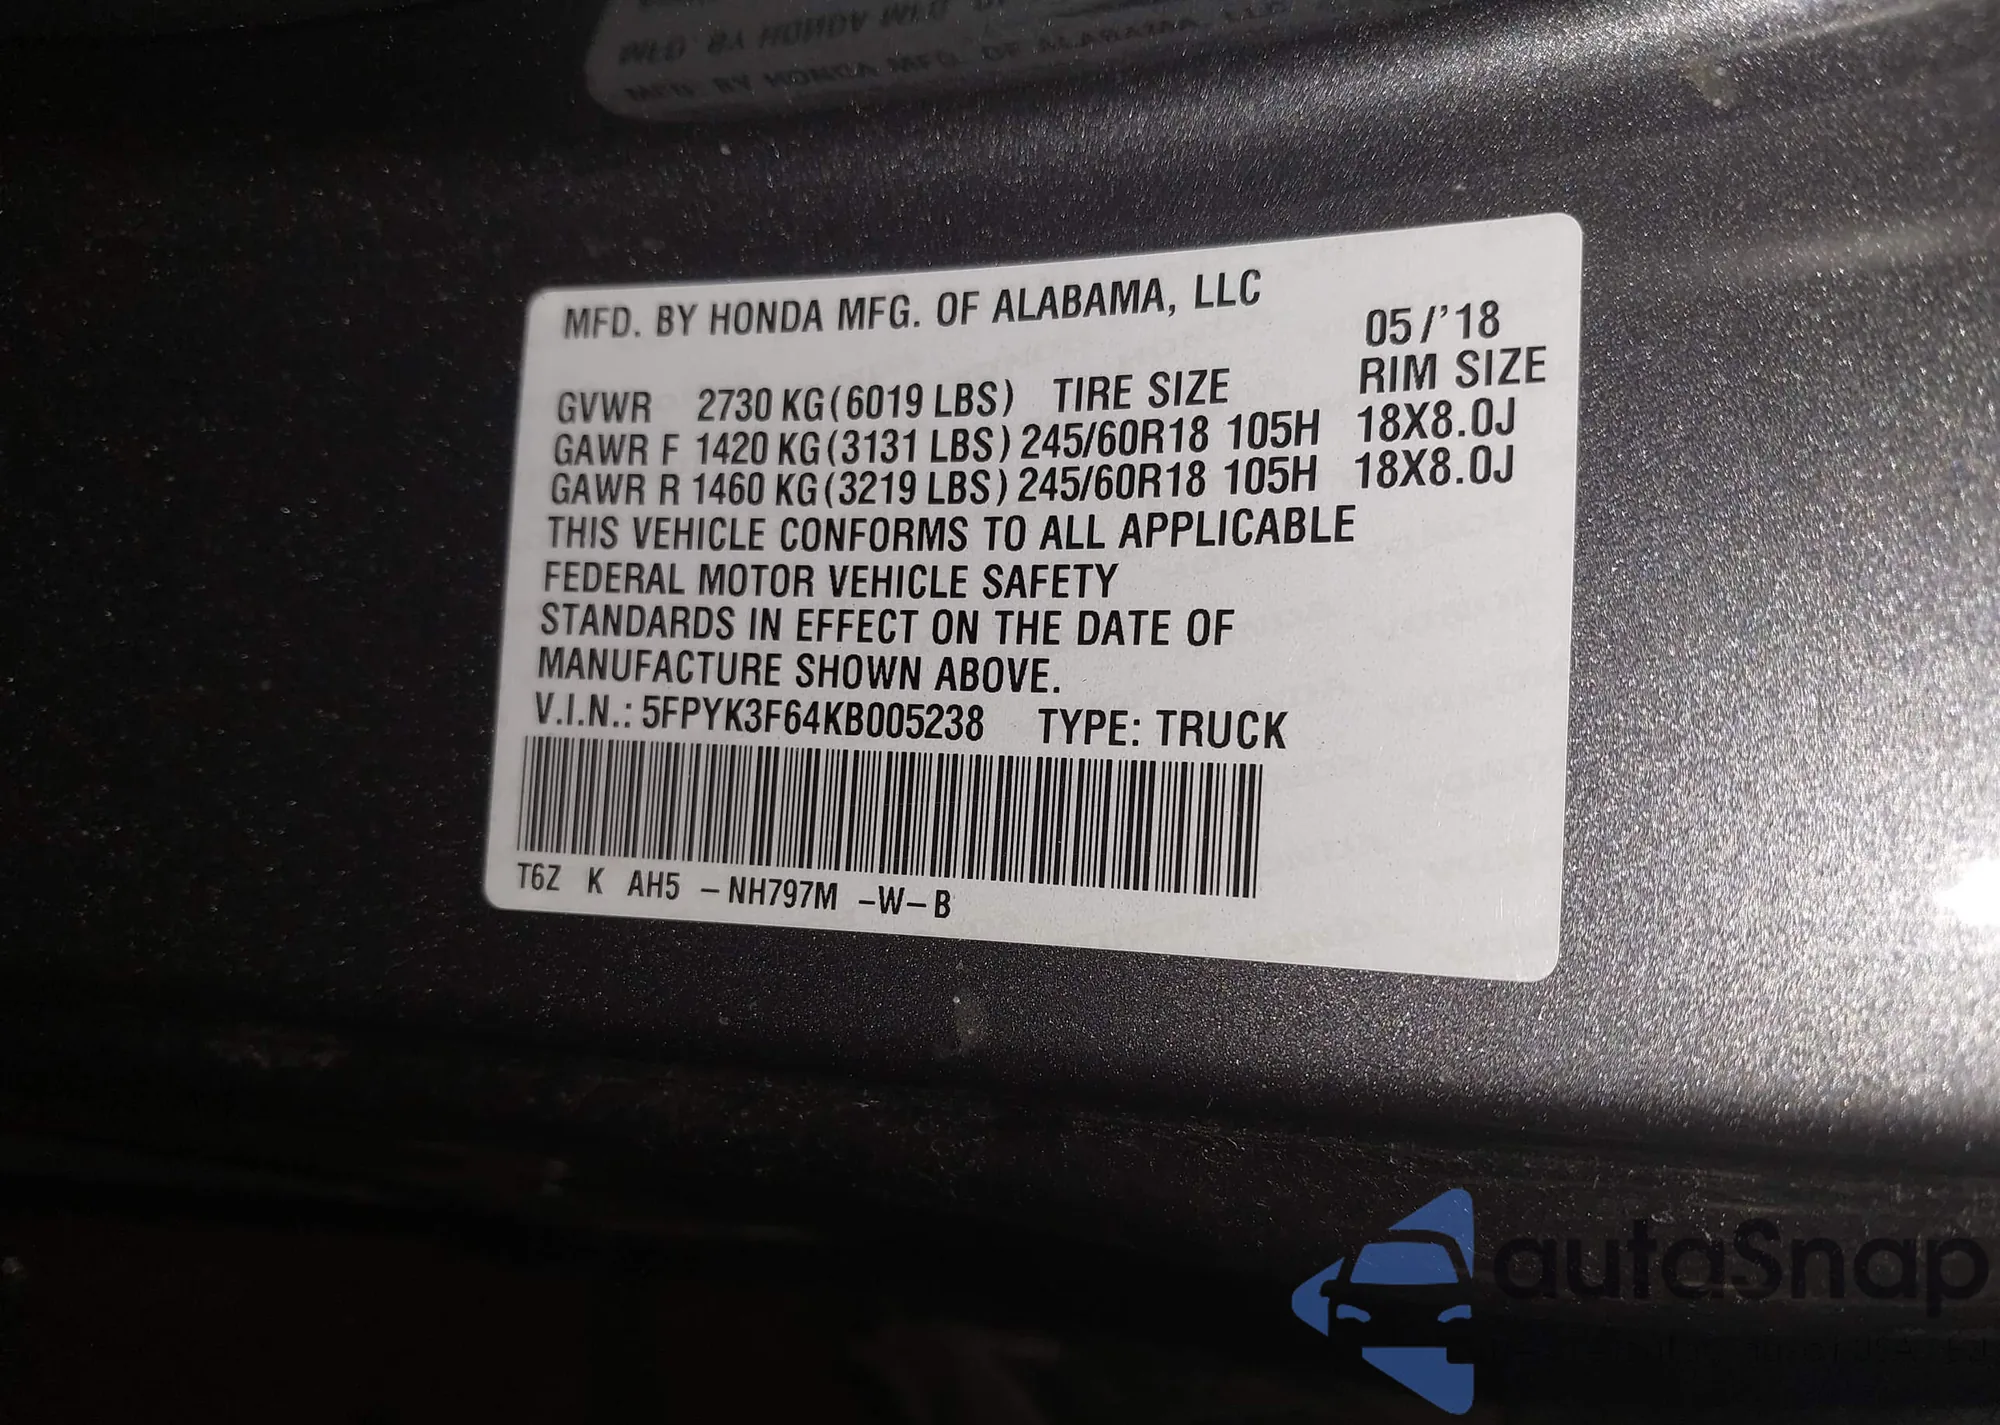 MFD. BY HONDA MFG. OF ALABAMA, LLC
05/'18
GVWR 2730 KG(6019 LBS) TIRE SIZE RIM SIZE
GAWR F 1420 KG(3131 LBS) 245/60R18 105H 18X8.0J
GAWR R 1460 KG(3219 LBS) 245/60R18 105H 18X8.0J
THIS VEHICLE CONFORMS TO ALL APPLICABLE
FEDERAL MOTOR VEHICLE SAFETY
STANDARDS IN EFFECT ON THE DATE OF
MANUFACTURE SHOWN ABOVE.
V.I.N.: 5FPYK3F64KB005238 TYPE: TRUCK
T6Z K AH5 -NH797M -W-B
autaSnap